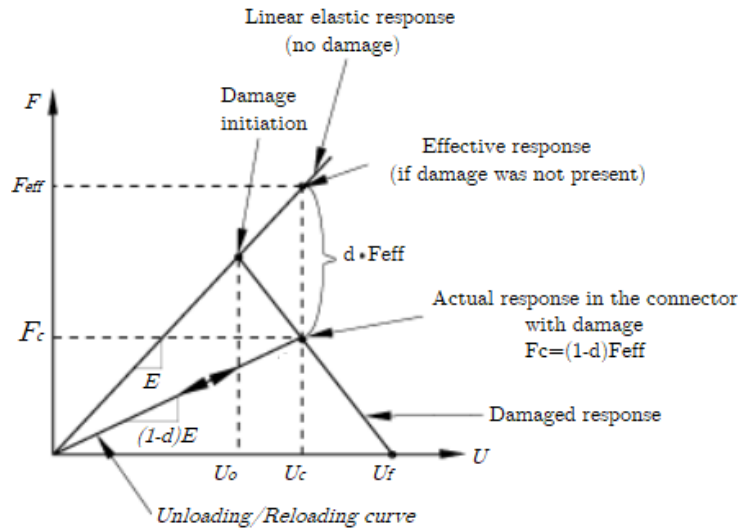 Linear elastic response
(no damage)
F
Damage
initiation
Effective response
(if damage was not present)
Feff
d•Feff
Actual response in the connector
with damage
Fc=(1-d)Feff
Fc
E
Damaged response
(1-d)E
Uo
Uc
Uf
U
Unloading/Reloading curve